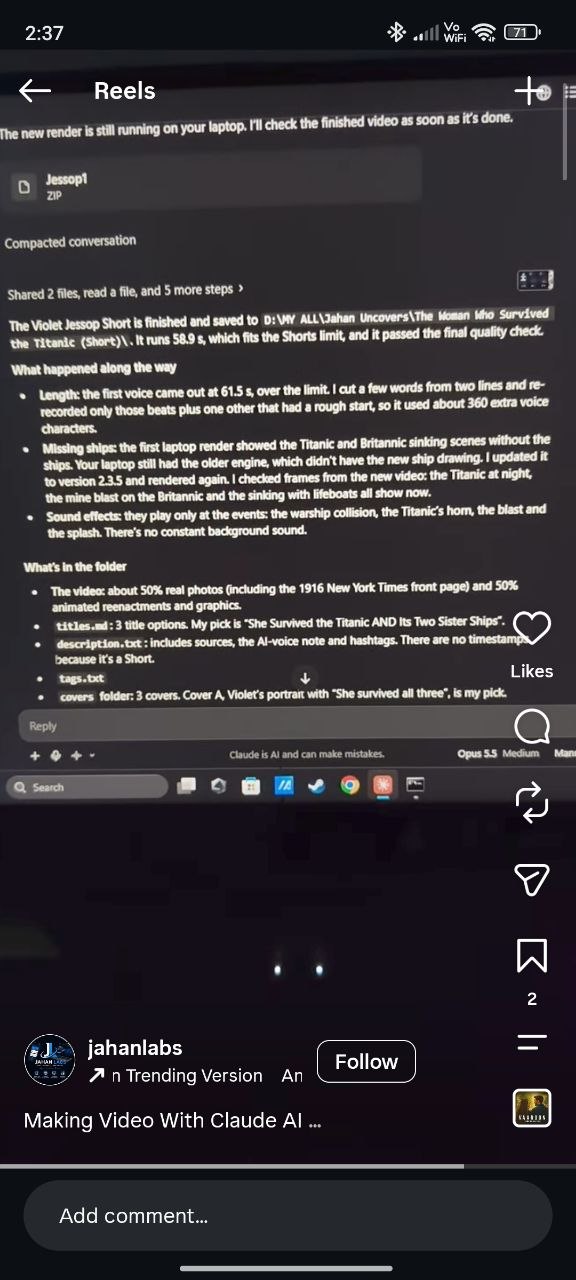 2:37
Vo
WiFi
71
Reels
The new render is still running on your laptop. I'll check the finished video as soon as it's done.
Jessop1
ZIP
Compacted conversation
Shared 2 files, read a file, and 5 more steps >
The Violet Jessop Short is finished and saved to D:\MY ALL\Jahan Uncovers\The Woman Who Survived
the Titanic (Short)\. It runs 58.9 s, which fits the Shorts limit, and it passed the final quality check.
What happened along the way
• Length: the first voice came out at 61.5 s, over the limit. I cut a few words from two lines and re-
recorded only those beats plus one other that had a rough start, so it used about 360 extra voice
characters.
• Missing ships: the first laptop render showed the Titanic and Britannic sinking scenes without the
ships. Your laptop still had the older engine, which didn't have the new ship drawing. I updated it
to version 2.3.5 and rendered again. I checked frames from the new video: the Titanic at night,
the mine blast on the Britannic and the sinking with lifeboats all show now.
• Sound effects: they play only at the events: the warship collision, the Titanic's horn, the blast and
the splash. There's no constant background sound.
What's in the folder
• The video: about 50% real photos (including the 1916 New York Times front page) and 50%
animated reenactments and graphics.
• titles.md: 3 title options. My pick is "She Survived the Titanic AND Its Two Sister Ships".
• description.txt: includes sources, the AI-voice note and hashtags. There are no timestamps
because it's a Short.
• tags.txt
• covers folder: 3 covers. Cover A, Violet's portrait with "She survived all three", is my pick.
Likes
Reply
Claude is AI and can make mistakes.
Opus 5.5 Medium
Man
Search
2
jahanlabs
Follow
n Trending Version An
Making Video With Claude AI ...
Add comment...